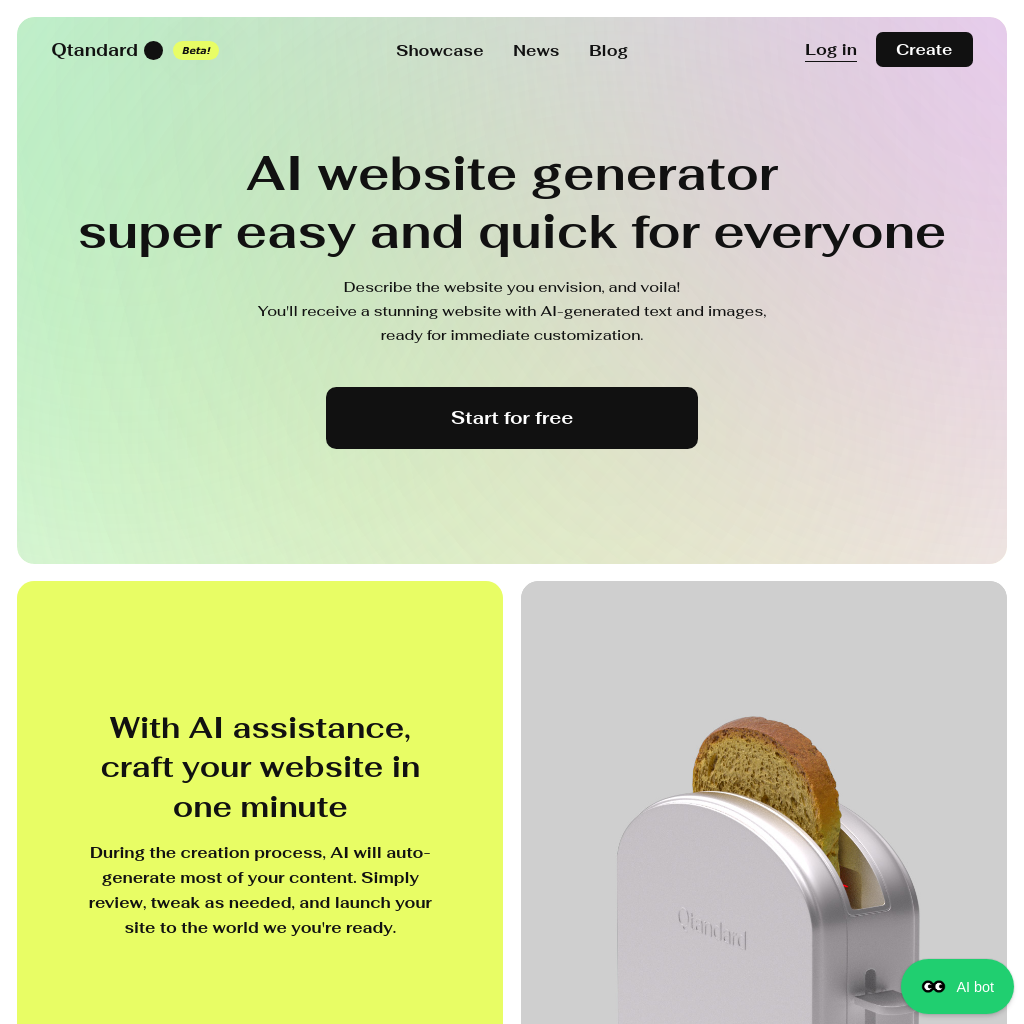 Qtandard
Beta!
Showcase
News
Blog
Log in
Create
AI website generator
super easy and quick for everyone
Describe the website you envision, and voila!
You'll receive a stunning website with AI-generated text and images,
ready for immediate customization.
Start for free
With AI assistance,
craft your website in
one minute
During the creation process, AI will auto-
generate most of your content. Simply
review, tweak as needed, and launch your
site to the world we you're ready.
Qtandard
AI bot